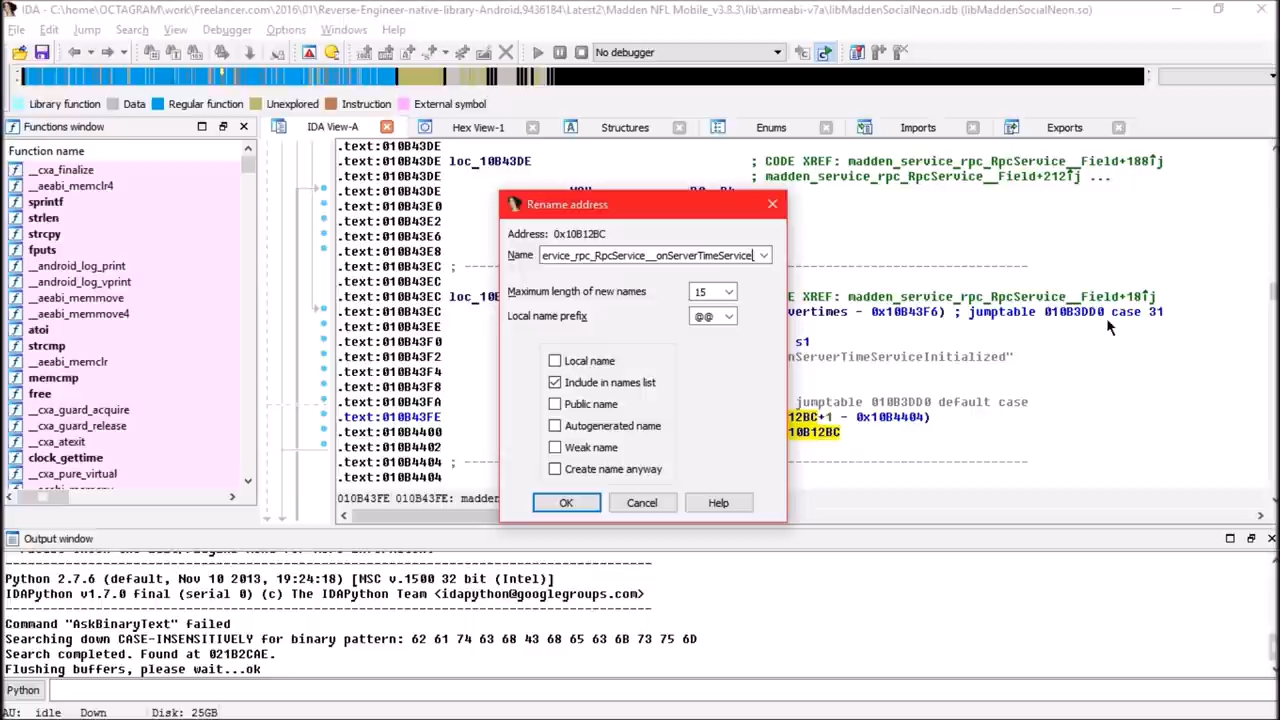 IDA - C:\home\OCTAGRAM\work\Freelancer.com\2016\01\Reverse-Engineer-native-library-Android.9436184\Latest2\Madden NFL Mobile_v3.8.3\lib\armeabi-v7a\libMaddenSocialNeon.idb (libMaddenSocialNeon.so)
File Edit Jump Search View Debugger Options Windows Help
No debugger
Library function Data Regular function Unexplored Instruction External symbol
Functions window
IDA View-A Hex View-1 Structures Enums Imports Exports
Function name
__cxa_finalize
__aeabi_memclr4
sprintf
strlen
strcpy
fputs
__android_log_print
__android_log_vprint
__aeabi_memmove
__aeabi_memmove4
atoi
strcmp
__aeabi_memclr
memcmp
free
__cxa_guard_acquire
__cxa_guard_release
__cxa_atexit
clock_gettime
__cxa_pure_virtual
.text:010B43DE
.text:010B43DE loc_10B43DE ; CODE XREF: madden_service_rpc_RpcService__Field+188↑j
.text:010B43DE ; madden_service_rpc_RpcService__Field+212↑j ...
.text:010B43DE
.text:010B43E0
.text:010B43E2
.text:010B43E6
.text:010B43E8
.text:010B43EC ;
.text:010B43EC
.text:010B43EC loc_10B E XREF: madden_service_rpc_RpcService__Field+18↑j
.text:010B43EC vertimes - 0x10B43F6) ; jumptable 010B3DD0 case 31
.text:010B43F0 s1
.text:010B43F2 nServerTimeServiceInitialized"
.text:010B43F4
.text:010B43F8
.text:010B43FA jumptable 010B3DD0 default case
.text:010B43FE 12BC+1 - 0x10B4404)
.text:010B4400 10B12BC
.text:010B4402
.text:010B4404 ;
.text:010B4404
010B43FE 010B43FE: madden
Rename address
Address: 0x10B12BC
Name ervice_rpc_RpcService__onServerTimeService
Maximum length of new names 15
Local name prefix @@
Local name
Include in names list
Public name
Autogenerated name
Weak name
Create name anyway
OK Cancel Help
Output window
Python 2.7.6 (default, Nov 10 2013, 19:24:18) [MSC v.1500 32 bit (Intel)]
IDAPython v1.7.0 final (serial 0) (c) The IDAPython Team <idapython@googlegroups.com>
Command "AskBinaryText" failed
Searching down CASE-INSENSITIVELY for binary pattern: 62 61 74 63 68 43 68 65 63 6B 73 75 6D
Search completed. Found at 021B2CAE.
Flushing buffers, please wait...ok
Python
AU: idle Down Disk: 25GB